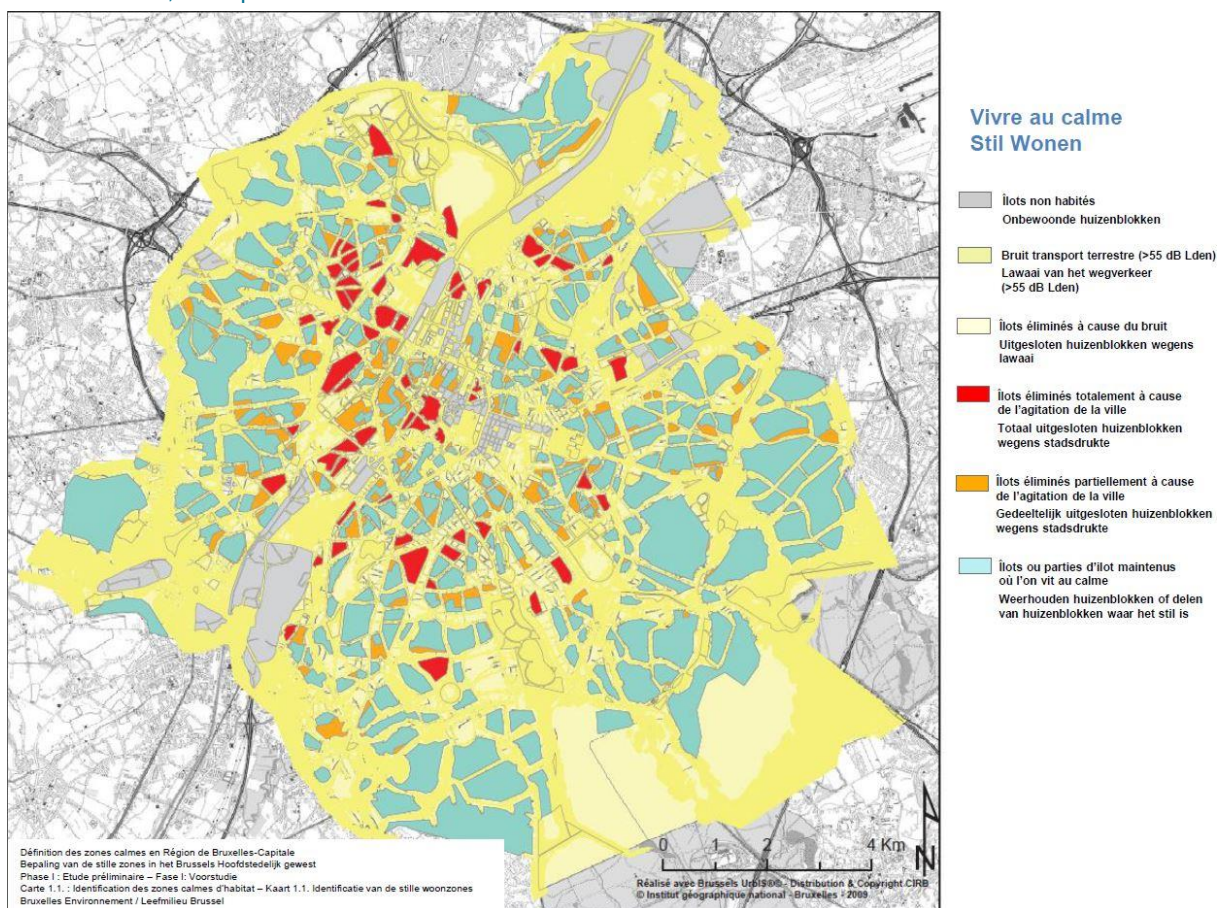 Vivre au calme
Stil Wonen
Îlots non habités
Onbewoonde huizenblokken
Bruit transport terrestre (>55 dB Lden)
Lawaai van het wegverkeer
(>55 dB Lden)
Îlots éliminés à cause du bruit
Uitgesloten huizenblokken wegens
lawaai
Îlots éliminés totalement à cause
de l'agitation de la ville
Totaal uitgesloten huizenblokken
wegens stadsdrukte
Îlots éliminés partiellement à cause
de l'agitation de la ville
Gedeeltelijk uitgesloten huizenblokken
wegens stadsdrukte
Îlots ou parties d'ilot maintenus
où l'on vit au calme
Weerhouden huizenblokken of delen
van huizenblokken waar het stil is
0 1 2 4 Km
N
Définition des zones calmes en Région de Bruxelles-Capitale
Bepaling van de stille zones in het Brussels Hoofdstedelijk gewest
Phase I : Etude préliminaire – Fase I: Voorstudie
Carte 1.1. : Identification des zones calmes d'habitat – Kaart 1.1. Identificatie van de stille woonzones
Bruxelles Environnement / Leefmilieu Brussel
Réalisé avec Brussels UrbIS®© - Distribution & Copyright CIRB
© Institut géographique national - Bruxelles - 2009